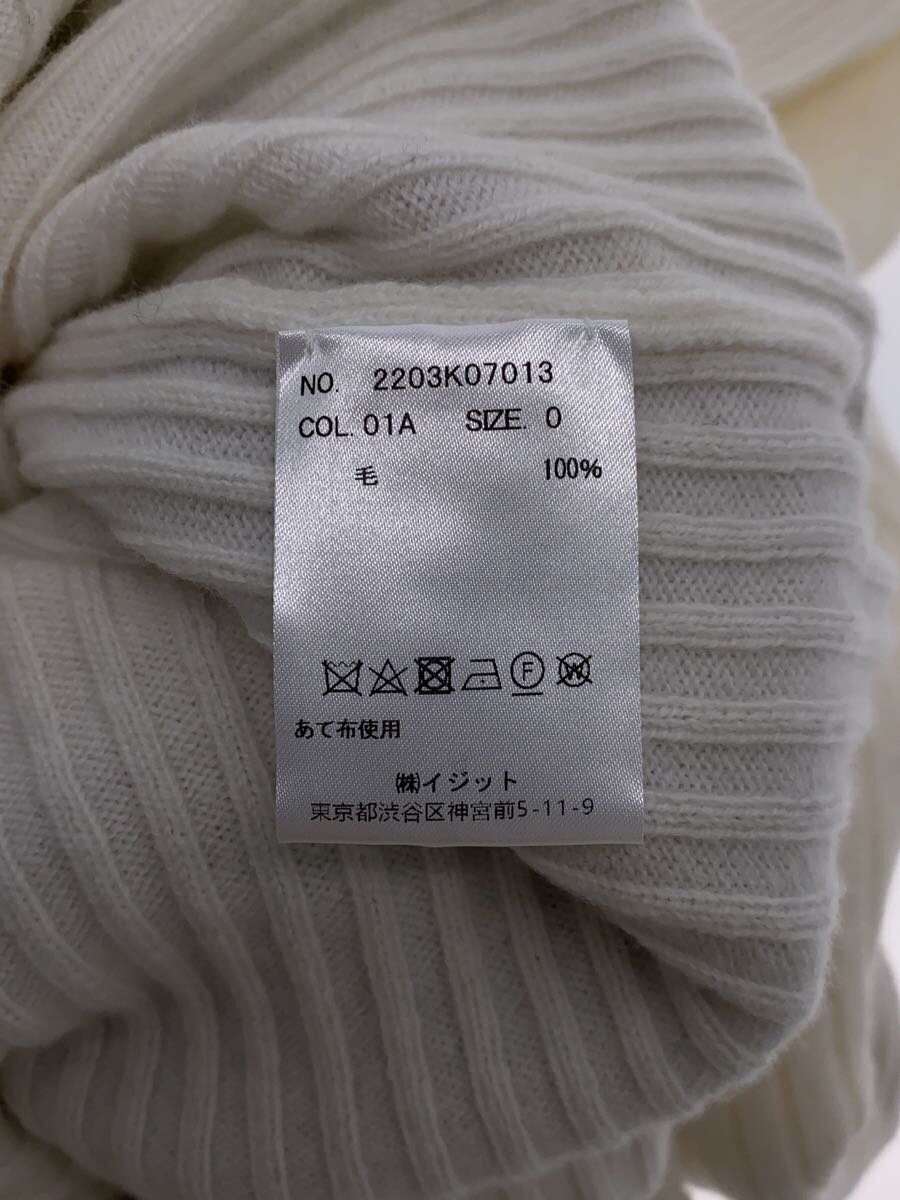 NO. 2203K07013
COL. 01A SIZE. 0
毛 100%
F W
あて布使用
㈱イジット
東京都渋谷区神宮前5-11-9